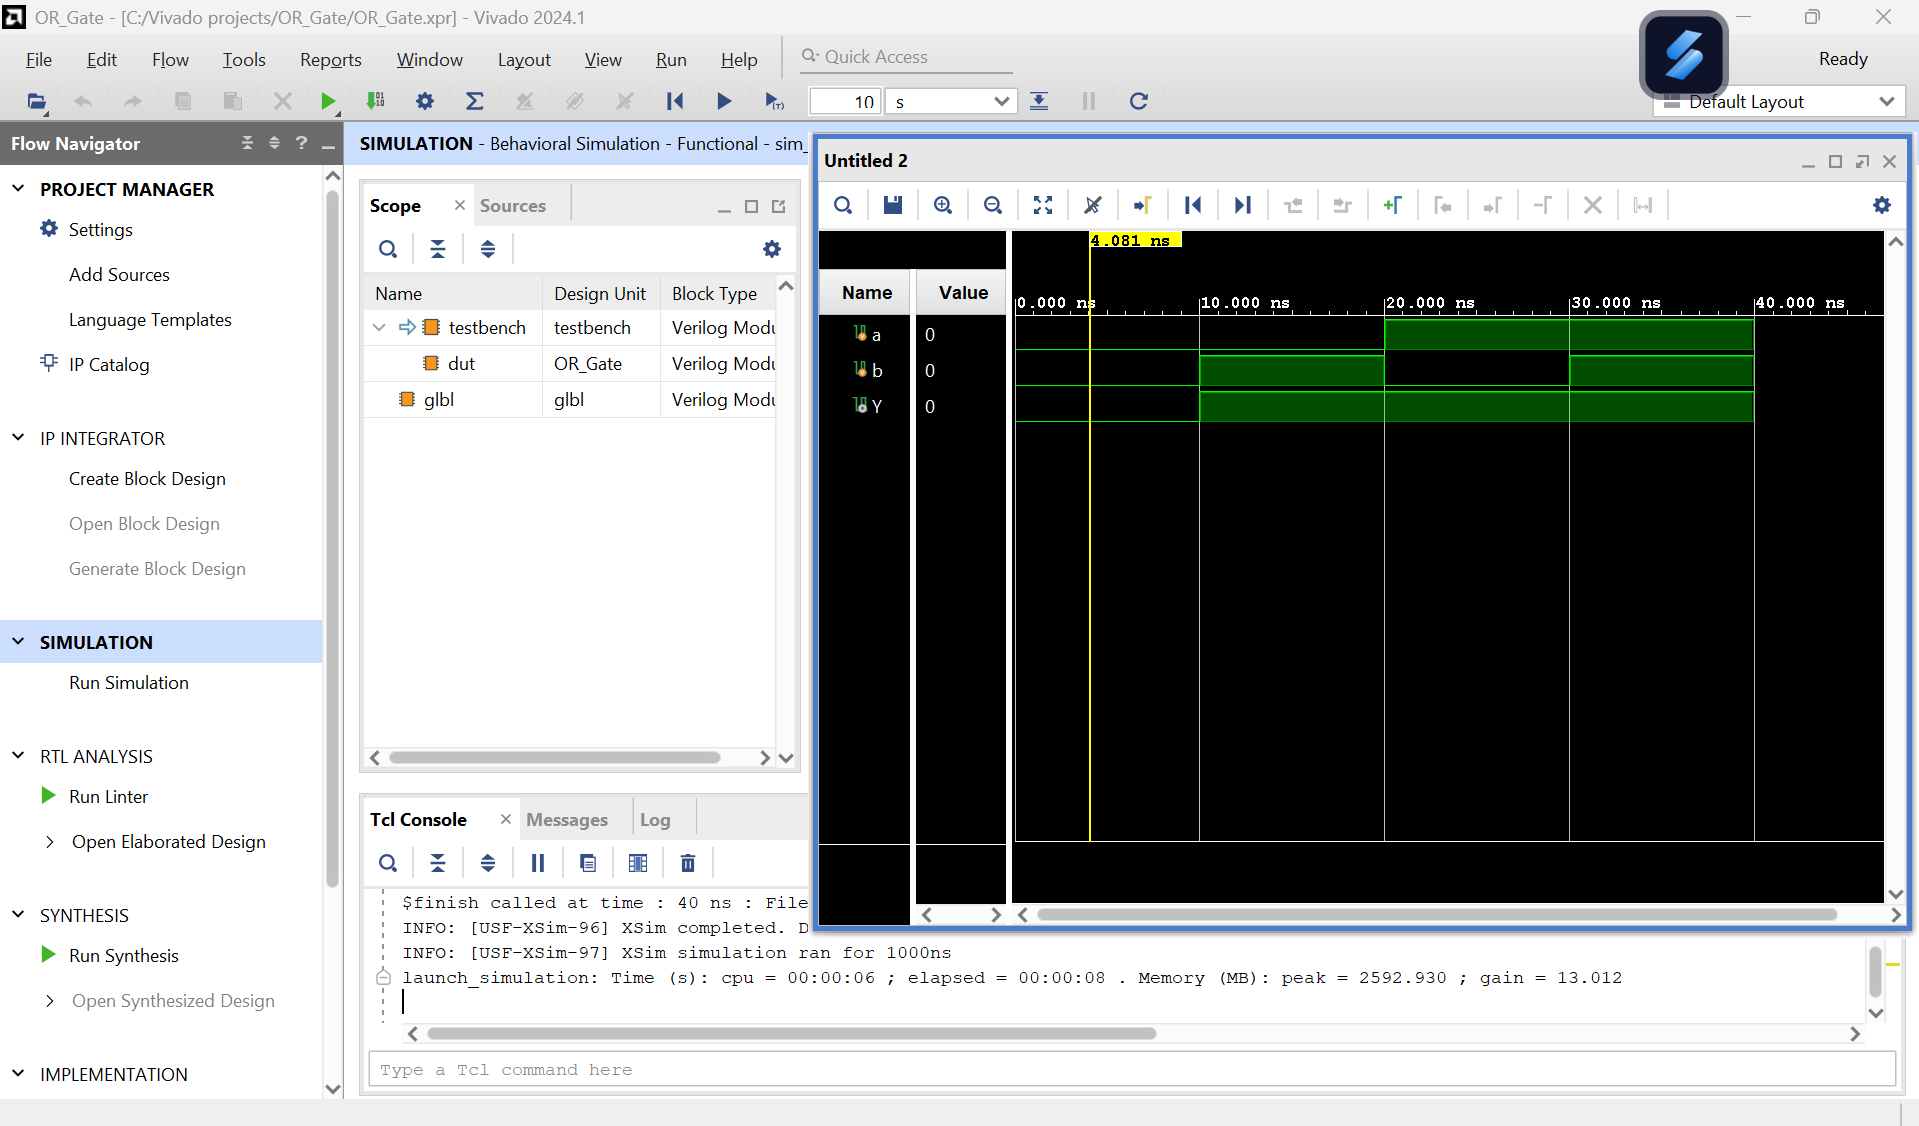 OR_Gate - [C:/Vivado projects/OR_Gate/OR_Gate.xpr] - Vivado 2024.1
File Edit Flow Tools Reports Window Layout View Run Help Quick Access Ready
10 s Default Layout
Flow Navigator ?
PROJECT MANAGER
Settings
Add Sources
Language Templates
IP Catalog
IP INTEGRATOR
Create Block Design
Open Block Design
Generate Block Design
SIMULATION
Run Simulation
RTL ANALYSIS
Run Linter
Open Elaborated Design
SYNTHESIS
Run Synthesis
Open Synthesized Design
IMPLEMENTATION
SIMULATION - Behavioral Simulation - Functional - sim_
Scope Sources
Name Design Unit Block Type
testbench testbench Verilog Modu
dut OR_Gate Verilog Modu
glbl glbl Verilog Modu
Untitled 2
4.081 ns
Name Value
0.000 ns 10.000 ns 20.000 ns 30.000 ns 40.000 ns
a 0
b 0
Y 0
Tcl Console Messages Log
$finish called at time : 40 ns : File
INFO: [USF-XSim-96] XSim completed. D
INFO: [USF-XSim-97] XSim simulation ran for 1000ns
launch_simulation: Time (s): cpu = 00:00:06 ; elapsed = 00:00:08 . Memory (MB): peak = 2592.930 ; gain = 13.012
Type a Tcl command here